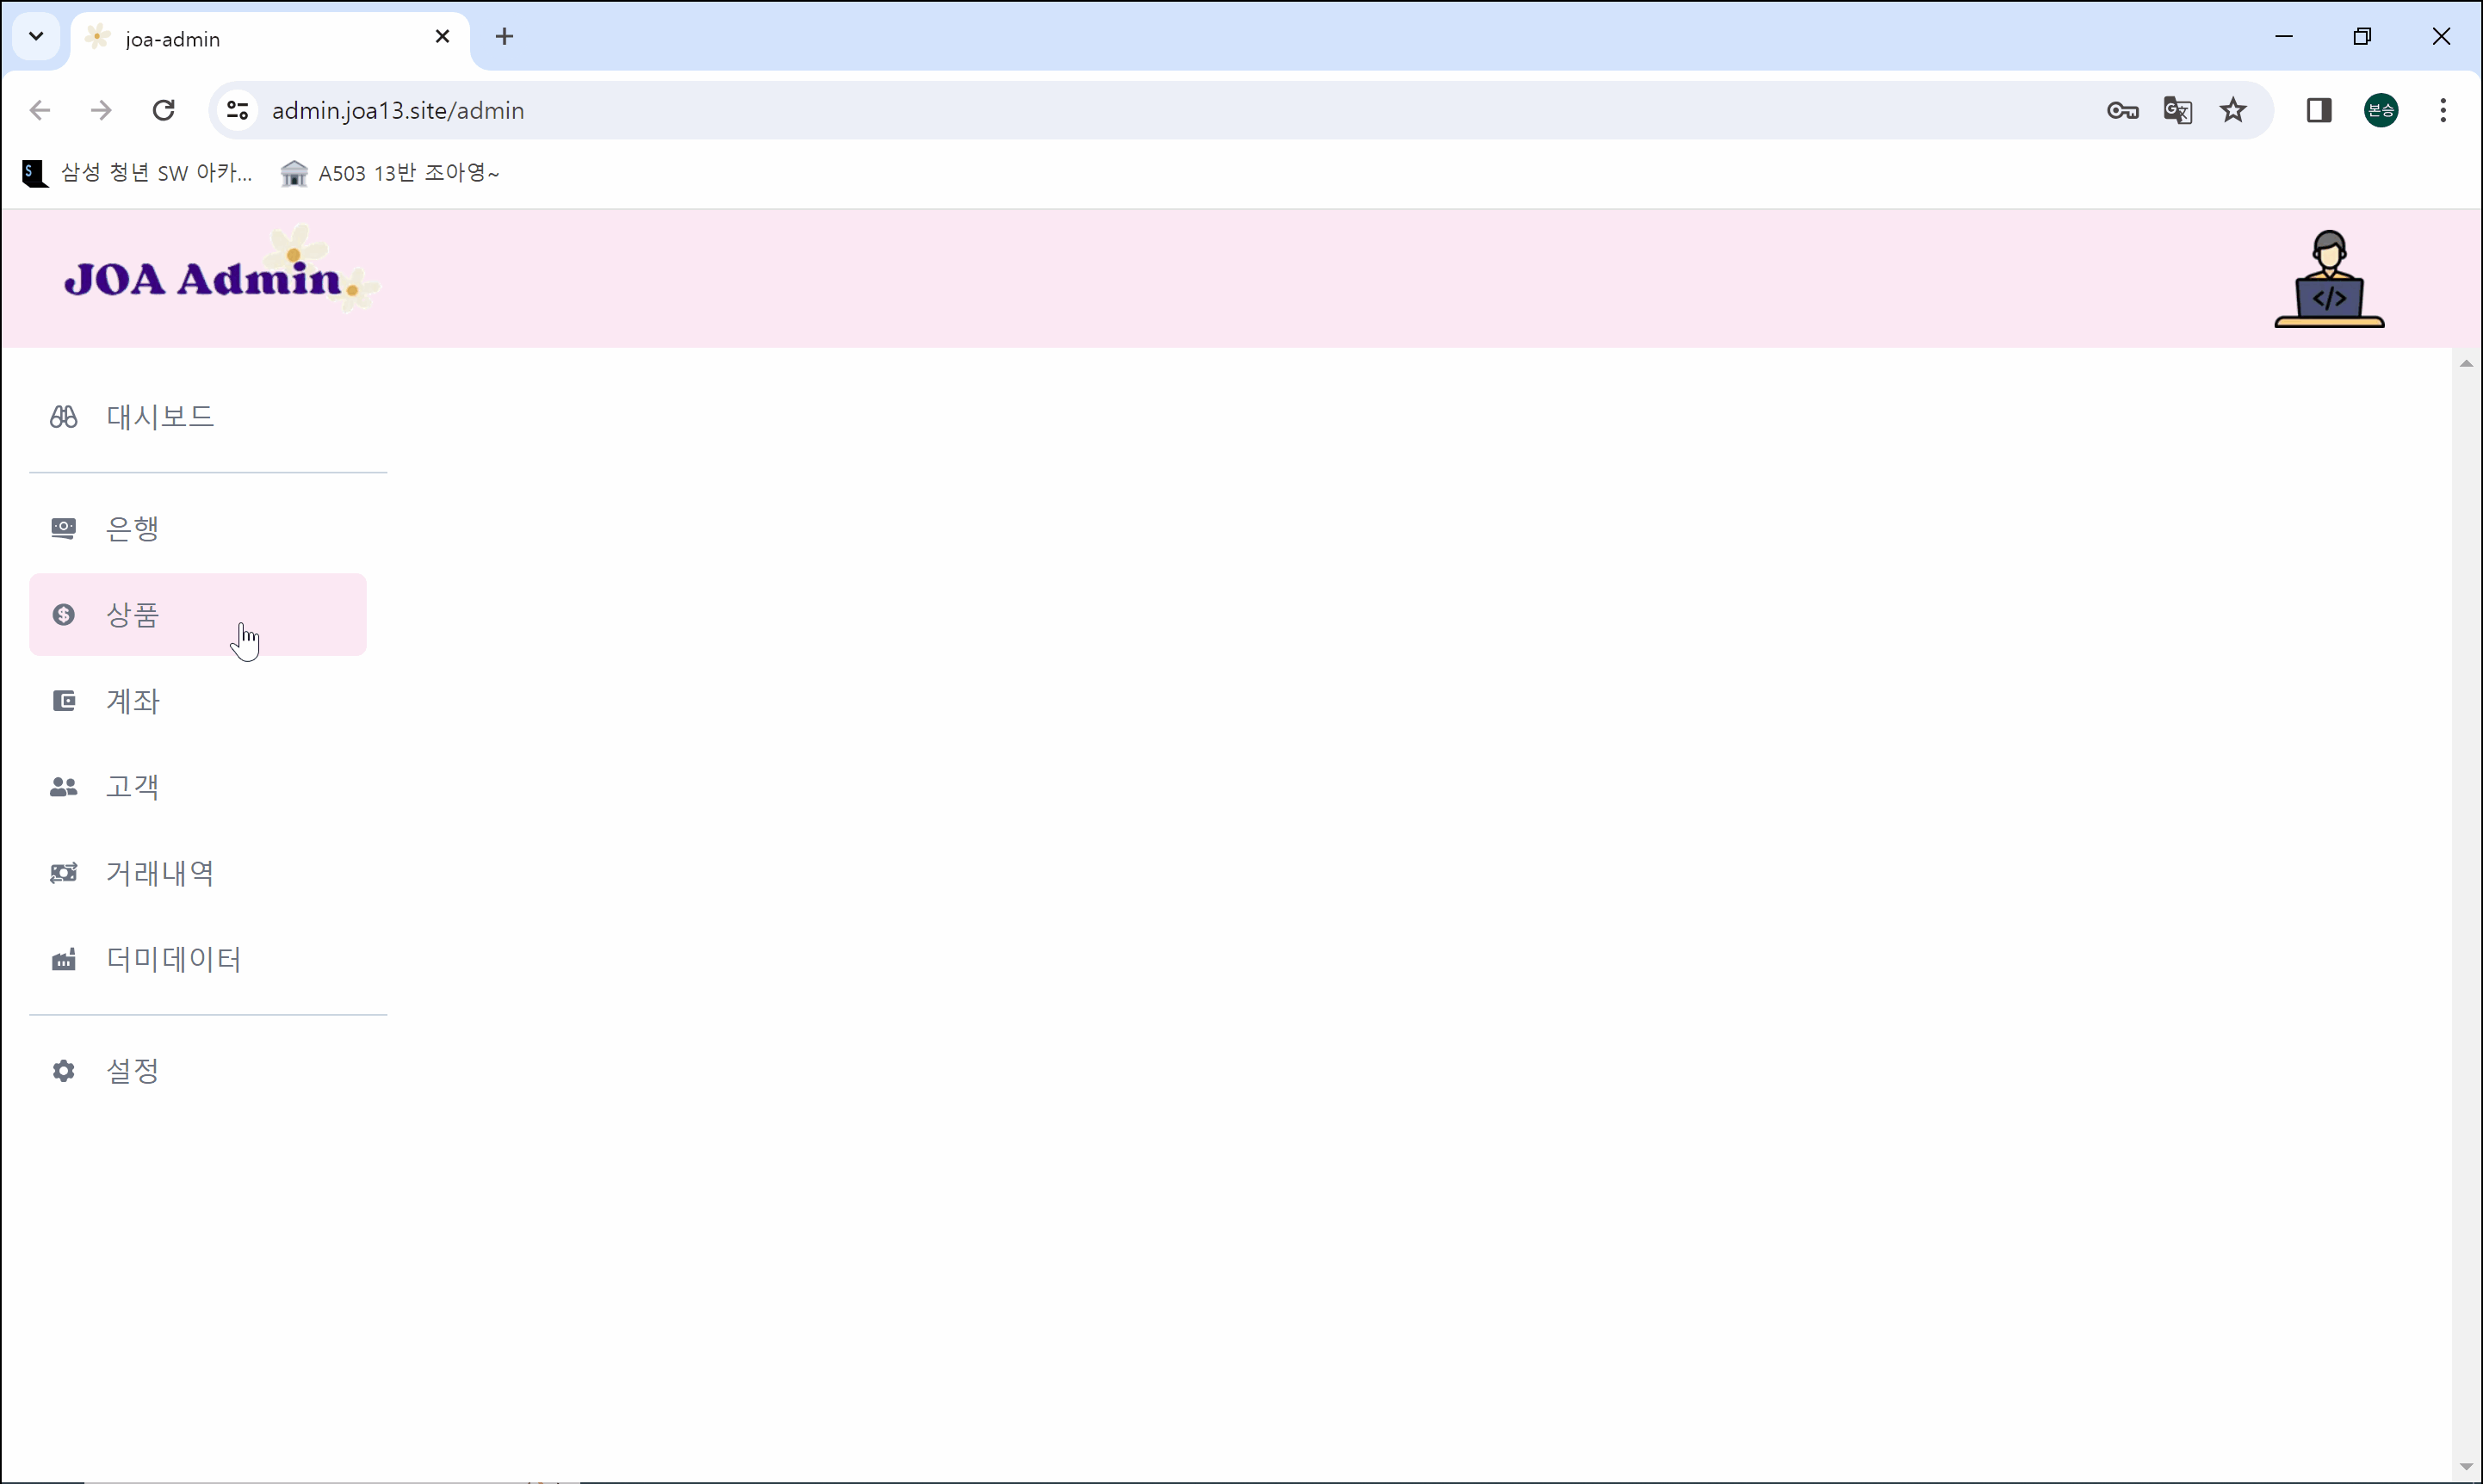 joa-admin
admin.joa13.site/admin
본승
삼성 청년 SW 아카...
A503 13반 조아영~
JOA Admin
</>
대시보드
은행
상품
계좌
고객
거래내역
더미데이터
설정